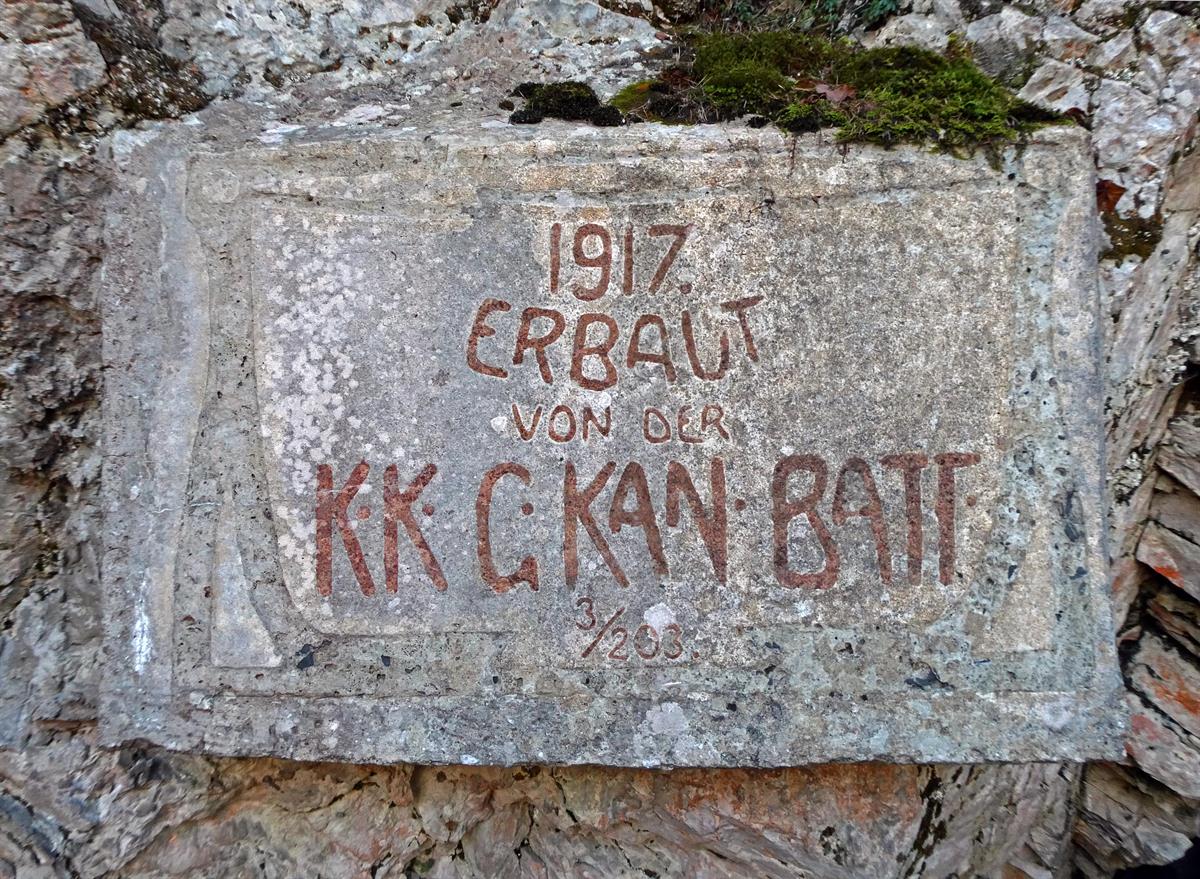 1917.
ERBAUT
VON DER
K·K· G·KAN·BATT·
3/203.